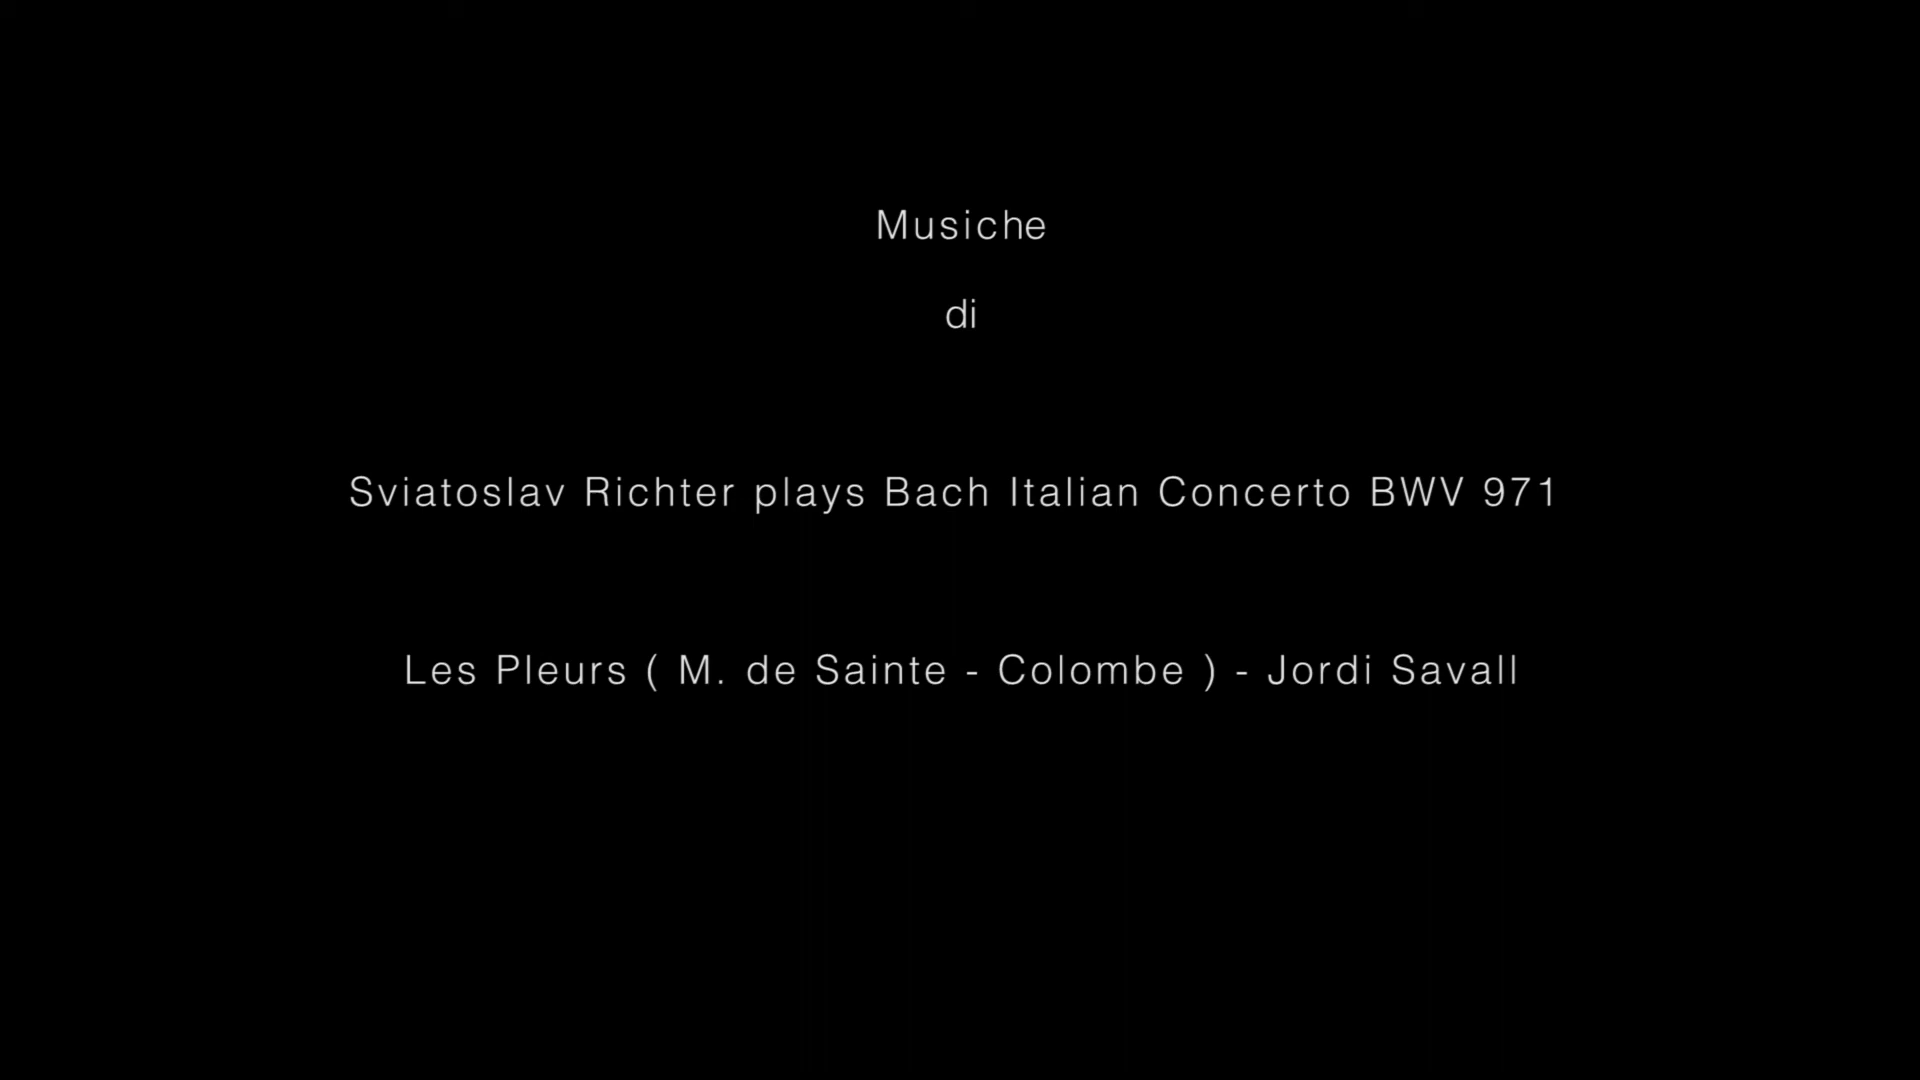 Musiche
di
Sviatoslav Richter plays Bach Italian Concerto BWV 971
Les Pleurs ( M. de Sainte - Colombe ) - Jordi Savall